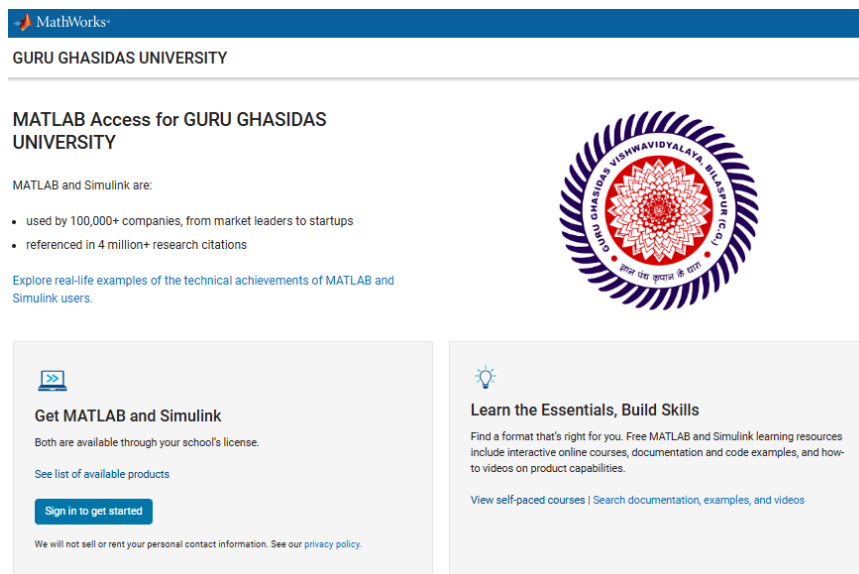 MathWorks®
GURU GHASIDAS UNIVERSITY
MATLAB Access for GURU GHASIDAS
UNIVERSITY
MATLAB and Simulink are:
• used by 100,000+ companies, from market leaders to startups
• referenced in 4 million+ research citations
Explore real-life examples of the technical achievements of MATLAB and
Simulink users.
GURU GHASIDAS VISHWAVIDYALAYA, BILASPUR (C.G.)
ज्ञान पंथ कृपान के धारा
Get MATLAB and Simulink
Both are available through your school's license.
See list of available products
Sign in to get started
We will not sell or rent your personal contact information. See our privacy policy.
Learn the Essentials, Build Skills
Find a format that's right for you. Free MATLAB and Simulink learning resources
include interactive online courses, documentation and code examples, and how-
to videos on product capabilities.
View self-paced courses | Search documentation, examples, and videos